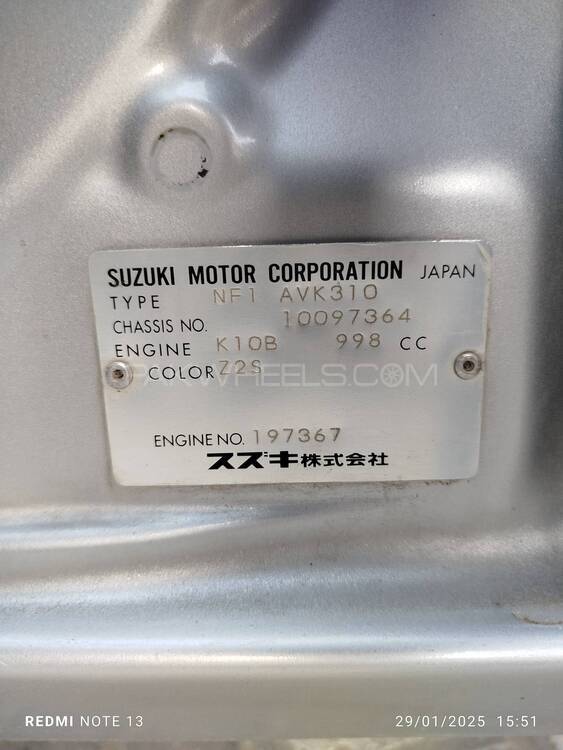 SUZUKI MOTOR CORPORATION JAPAN
TYPE NF1 AVK310
CHASSIS NO. 10097364
ENGINE K10B 998 CC
COLOR Z2S
PAKWHEELS.COM
ENGINE NO. 197367
スズキ株式会社
REDMI NOTE 13 29/01/2025 15:51